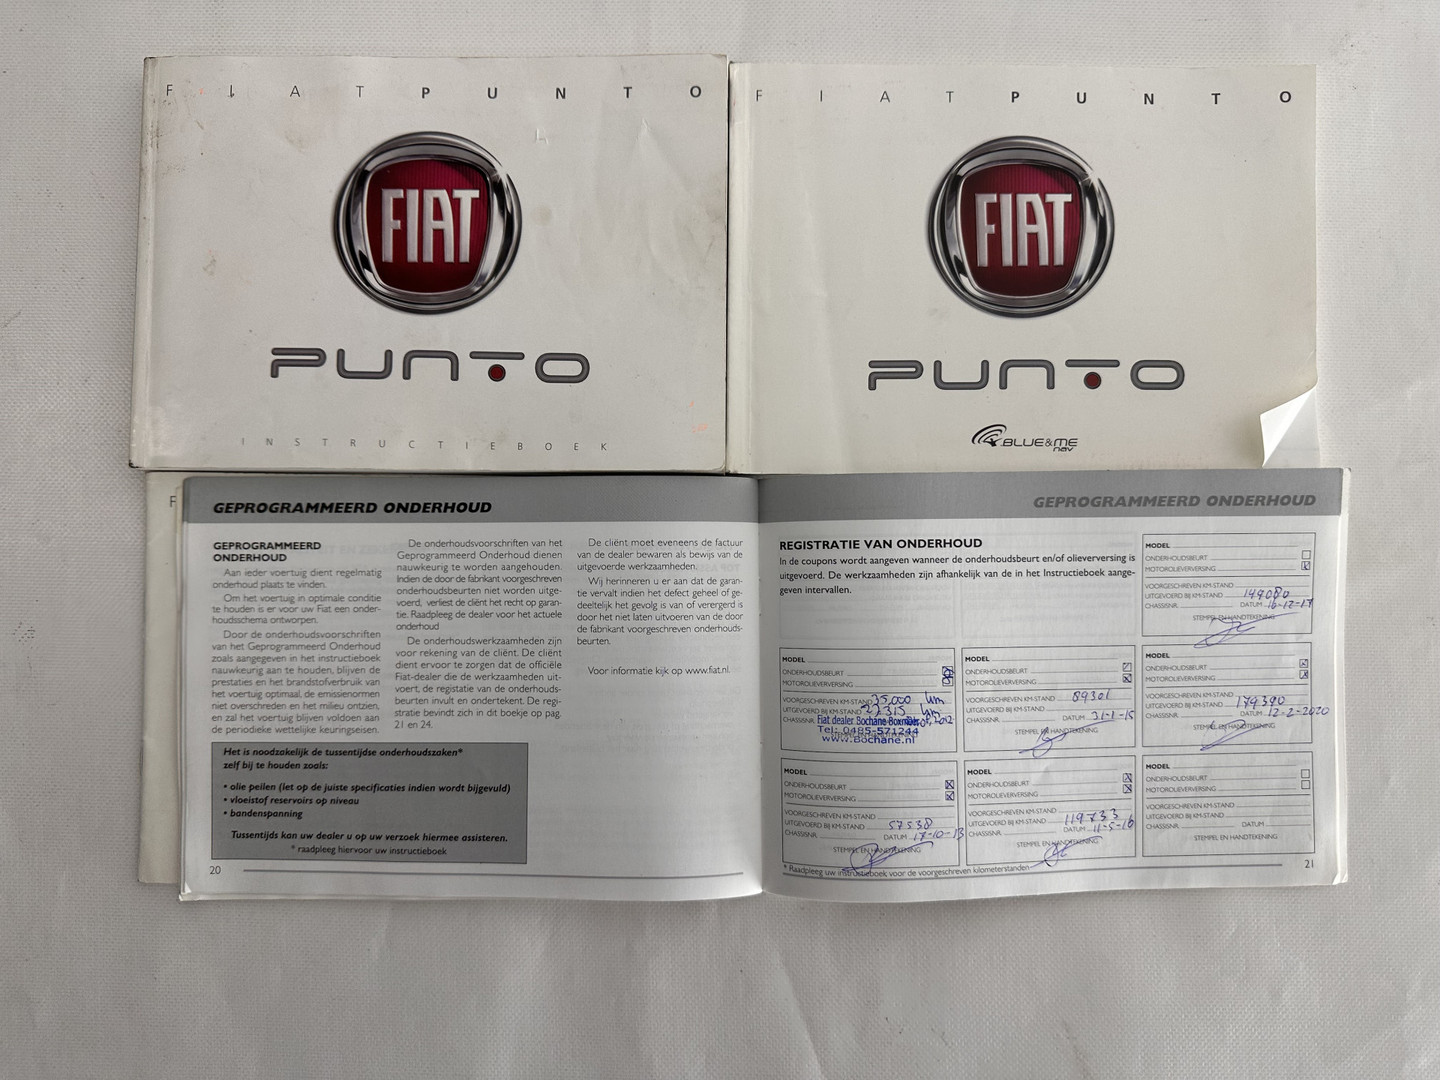 F I A T P U N T O
FIAT
PUNTO
INSTRUCTIEBOEK
F I A T P U N T O
FIAT
PUNTO
BLUE&ME
nav
F
GEPROGRAMMEERD ONDERHOUD
GEPROGRAMMEERD
ONDERHOUD
Aan ieder voertuig dient regelmatig
onderhoud plaats te vinden.
Om het voertuig in optimale conditie
te houden is er voor uw Fiat een onder-
houdsschema ontworpen.
Door de onderhoudsvoorschriften
van het Geprogrammeerd Onderhoud
zoals aangegeven in het instructieboek
nauwkeurig aan te houden, blijven de
prestaties en het brandstofverbruik van
het voertuig optimaal, de emissienormen
niet overschreden en het milieu ontzien,
en zal het voertuig blijven voldoen aan
de periodieke wettelijke keuringseisen.
De onderhoudsvoorschriften van het
Geprogrammeerd Onderhoud dienen
nauwkeurig te worden aangehouden.
Indien de door de fabrikant voorgeschreven
onderhoudsbeurten niet worden uitge-
voerd, verliest de cliënt het recht op garan-
tie. Raadpleeg de dealer voor het actuele
onderhoud
De onderhoudswerkzaamheden zijn
voor rekening van de cliënt. De cliënt
dient ervoor te zorgen dat de officiële
Fiat-dealer die de werkzaamheden uit-
voert, de registatie van de onderhouds-
beurten invult en ondertekent. De regi-
stratie bevindt zich in dit boekje op pag.
21 en 24.
De cliënt moet eveneens de factuur
van de dealer bewaren als bewijs van de
uitgevoerde werkzaamheden.
Wij herinneren u er aan dat de garan-
tie vervalt indien het defect geheel of ge-
deeltelijk het gevolg is van of verergerd is
door het niet laten uitvoeren van de door
de fabrikant voorgeschreven onderhouds-
beurten.
Voor informatie kijk op www.fiat.nl.
Het is noodzakelijk de tussentijdse onderhoudszaken*
zelf bij te houden zoals:
• olie peilen (let op de juiste specificaties indien wordt bijgevuld)
• vloeistof reservoirs op niveau
• bandenspanning
Tussentijds kan uw dealer u op uw verzoek hiermee assisteren.
* raadpleeg hiervoor uw instructieboek
20
GEPROGRAMMEERD ONDERHOUD
REGISTRATIE VAN ONDERHOUD
In de coupons wordt aangeven wanneer de onderhoudsbeurt en/of olieverversing is
uitgevoerd. De werkzaamheden zijn afhankelijk van de in het Instructieboek aange-
geven intervallen.
MODEL
ONDERHOUDSBEURT
MOTOROLIEVERVERSING
VOORGESCHREVEN KM-STAND
UITGEVOERD BIJ KM-STAND 149080
CHASSISNR. DATUM 16-12-17
STEMPEL EN HANDTEKENING
MODEL
ONDERHOUDSBEURT
MOTOROLIEVERVERSING
VOORGESCHREVEN KM-STAND 35,000 km
UITGEVOERD BIJ KM-STAND
CHASSISNR. 2012
Fiat dealer Bochane Boxmeer
Tel: 0485-571244
www.Bochane.nl
MODEL
ONDERHOUDSBEURT
MOTOROLIEVERVERSING
VOORGESCHREVEN KM-STAND 89301
UITGEVOERD BIJ KM-STAND
CHASSISNR. DATUM 31-1-15
STEMPEL EN HANDTEKENING
MODEL
ONDERHOUDSBEURT
MOTOROLIEVERVERSING
VOORGESCHREVEN KM-STAND
UITGEVOERD BIJ KM-STAND 174390
CHASSISNR. DATUM 12-2-2020
STEMPEL EN HANDTEKENING
MODEL
ONDERHOUDSBEURT
MOTOROLIEVERVERSING
VOORGESCHREVEN KM-STAND
UITGEVOERD BIJ KM-STAND 57538
CHASSISNR. DATUM 17-10-13
STEMPEL EN HANDTEKENING
MODEL
ONDERHOUDSBEURT
MOTOROLIEVERVERSING
VOORGESCHREVEN KM-STAND
UITGEVOERD BIJ KM-STAND 119733
CHASSISNR. DATUM 11-5-16
STEMPEL EN HANDTEKENING
MODEL
ONDERHOUDSBEURT
MOTOROLIEVERVERSING
VOORGESCHREVEN KM-STAND
UITGEVOERD BIJ KM-STAND
CHASSISNR. DATUM
STEMPEL EN HANDTEKENING
* Raadpleeg uw instructieboek voor de voorgeschreven kilometerstanden
21